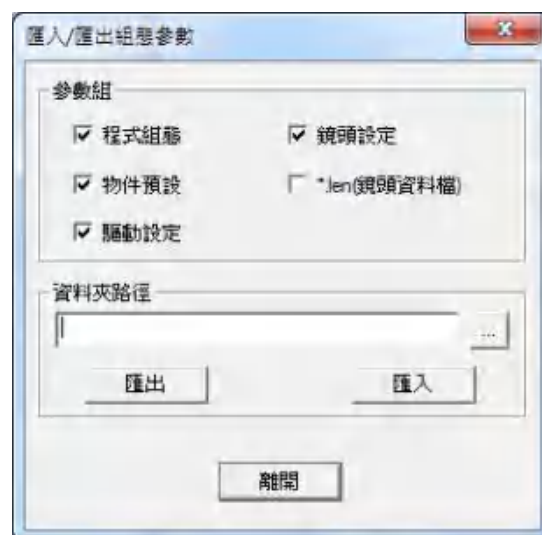 匯入/匯出組態參數
參數組
程式組態
鏡頭設定
物件預設
*.len(鏡頭資料檔)
驅動設定
資料夾路徑
...
匯出
匯入
離開